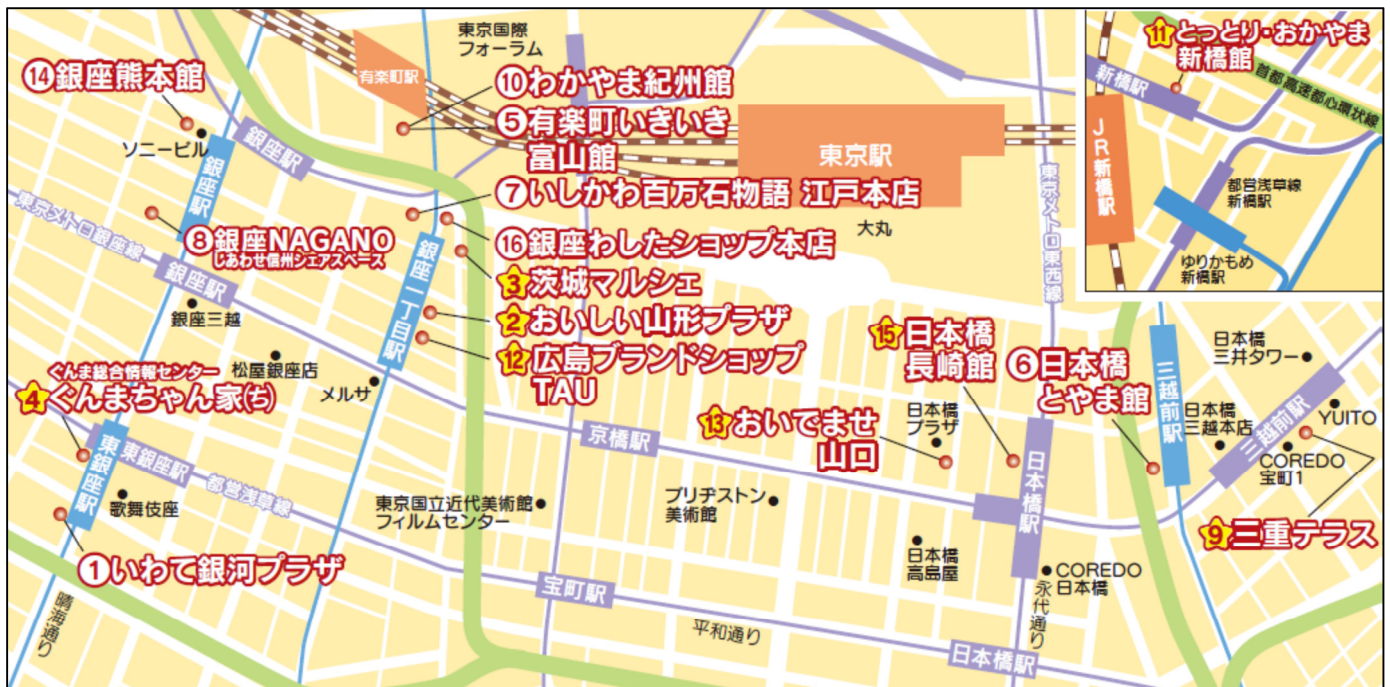 ⑭銀座熊本館
ソニービル
銀座駅
銀座駅
有楽町駅
東京国際
フォーラム
⑩わかやま紀州館
⑤有楽町いきいき
富山館
⑦いしかわ百万石物語 江戸本店
⑯銀座わしたショップ本店
③茨城マルシェ
②おいしい山形プラザ
⑫広島ブランドショップ
TAU
東京駅
大丸
東京メトロ東西線
東京メトロ銀座線
⑧銀座NAGANO
しあわせ信州シェアスペース
銀座駅
銀座三越
松屋銀座店
メルサ
銀座一丁目駅
ぐんま総合情報センター
④ぐんまちゃん家(ち)
東銀座駅
東銀座駅
都営浅草線
歌舞伎座
①いわて銀河プラザ
晴海通り
東京国立近代美術館
フィルムセンター
京橋駅
宝町駅
ブリヂストン
美術館
平和通り
⑬おいでませ
山口
日本橋
プラザ
⑮日本橋
長崎館
⑥日本橋
とやま館
日本橋駅
日本橋
高島屋
COREDO
日本橋
永代通り
日本橋駅
三越前駅
日本橋
三井タワー
日本橋
三越本店
三越前駅
YUITO
COREDO
宝町1
⑨三重テラス
⑪とっとり・おかやま
新橋館
新橋駅
首都高速都心環状線
JR新橋駅
都営浅草線
新橋駅
ゆりかもめ
新橋駅